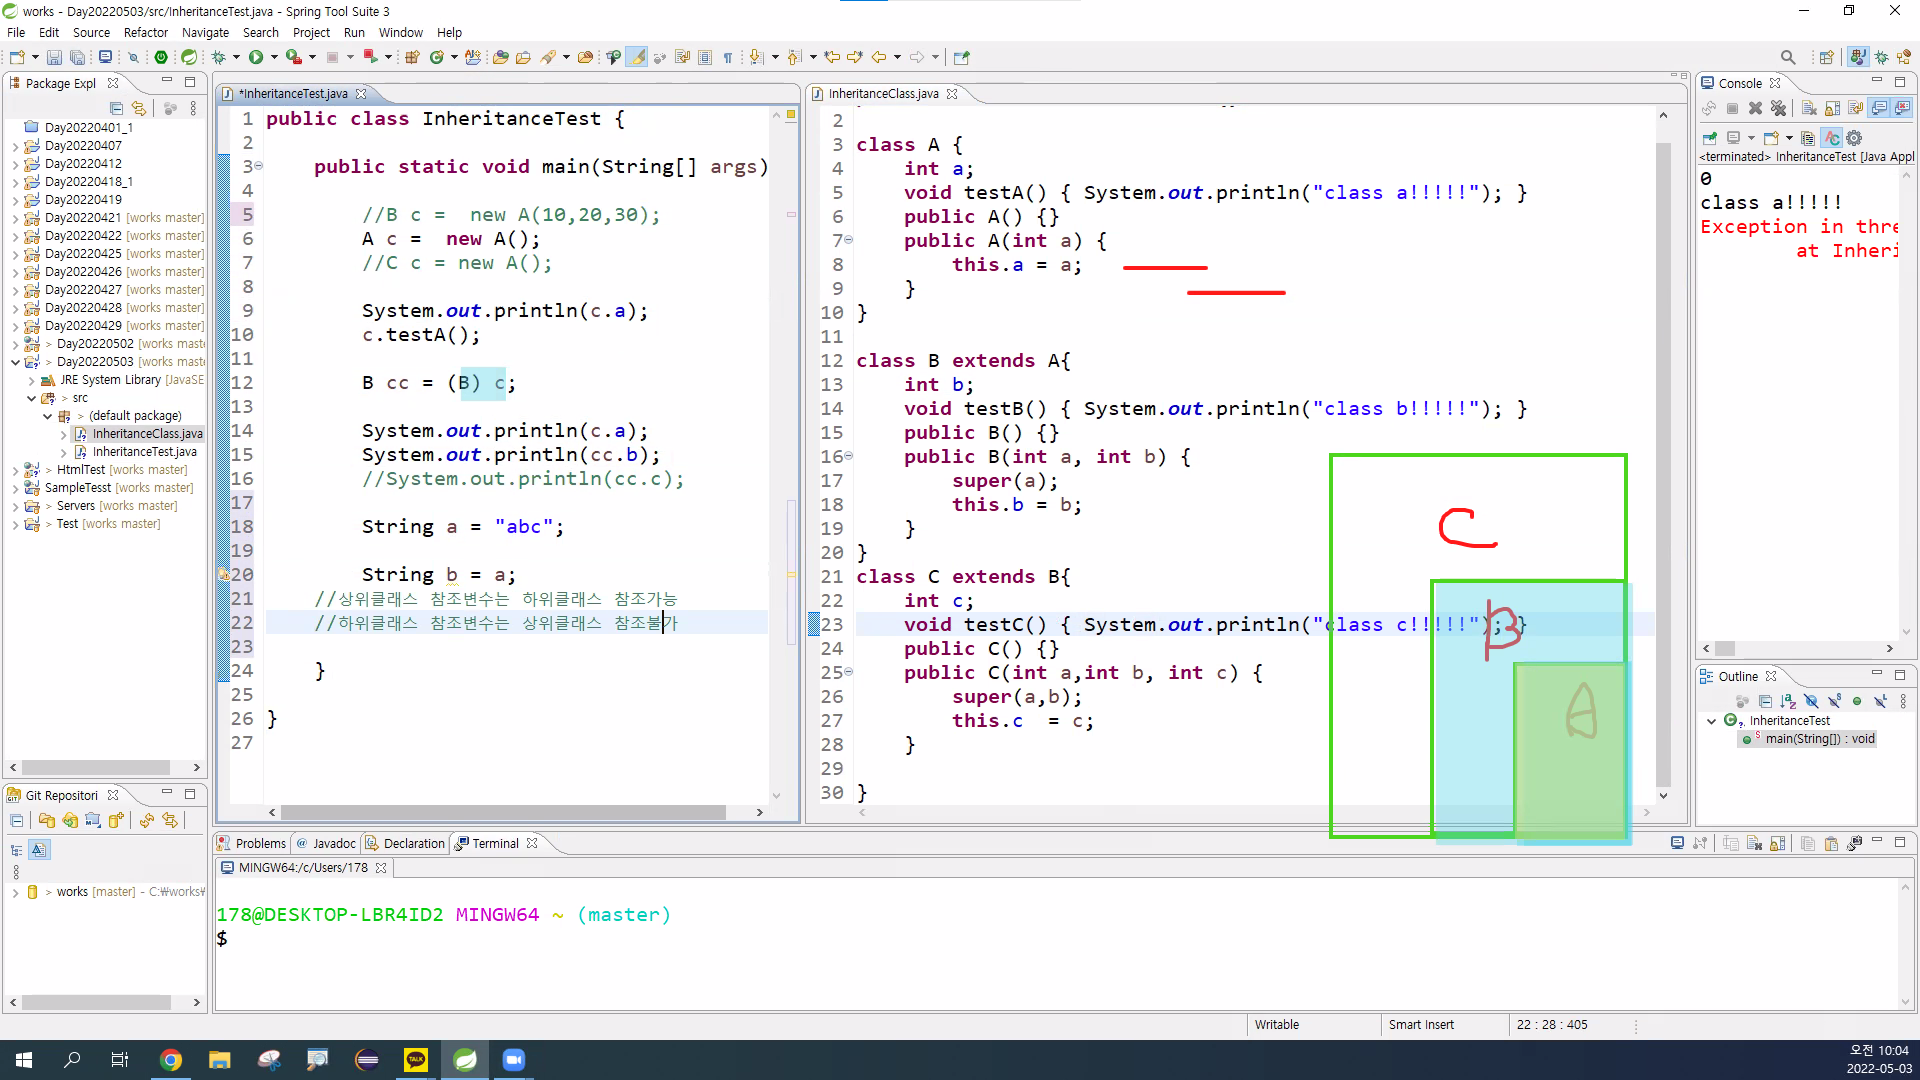 works - Day20220503/src/InheritanceTest.java - Spring Tool Suite 3
File Edit Source Refactor Navigate Search Project Run Window Help
Package Expl
Day20220401_1
Day20220407
Day20220412
Day20220418_1
Day20220419
Day20220421 [works master]
Day20220422 [works master]
Day20220425 [works master]
Day20220426 [works master]
Day20220427 [works master]
Day20220428 [works master]
Day20220429 [works master]
> Day20220502 [works mast
> Day20220503 [works mast
JRE System Library [JavaSE
> src
> (default package)
InheritanceClass.java
InheritanceTest.java
> HtmlTest [works master]
SampleTesst [works master]
> Servers [works master]
> Test [works master]
Git Repositori
> works [master] - C:₩works₩
*InheritanceTest.java
1 public class InheritanceTest {
2
3 public static void main(String[] args)
4
5 //B c =  new A(10,20,30);
6 A c =  new A();
7 //C c = new A();
8
9 System.out.println(c.a);
10 c.testA();
11
12 B cc = (B) c;
13
14 System.out.println(c.a);
15 System.out.println(cc.b);
16 //System.out.println(cc.c);
17
18 String a = "abc";
19
20 String b = a;
21 //상위클래스 참조변수는 하위클래스 참조가능
22 //하위클래스 참조변수는 상위클래스 참조불가
23
24 }
25
26 }
27
InheritanceClass.java
2
3 class A {
4 int a;
5 void testA() { System.out.println("class a!!!!!"); }
6 public A() {}
7 public A(int a) {
8 this.a = a;
9 }
10 }
11
12 class B extends A{
13 int b;
14 void testB() { System.out.println("class b!!!!!"); }
15 public B() {}
16 public B(int a, int b) {
17 super(a);
18 this.b = b;
19 }
20 }
21 class C extends B{
22 int c;
23 void testC() { System.out.println("class c!!!!!"); }
24 public C() {}
25 public C(int a,int b, int c) {
26 super(a,b);
27 this.c  = c;
28 }
29
30 }
C
B
A
Console
<terminated> InheritanceTest [Java Appl
0
class a!!!!!
Exception in thre
at Inheri
Outline
InheritanceTest
main(String[]) : void
Problems @ Javadoc Declaration Terminal
MINGW64:/c/Users/178
178@DESKTOP-LBR4ID2 MINGW64 ~ (master)
$
Writable Smart Insert 22 : 28 : 405
TALK
오전 10:04
2022-05-03